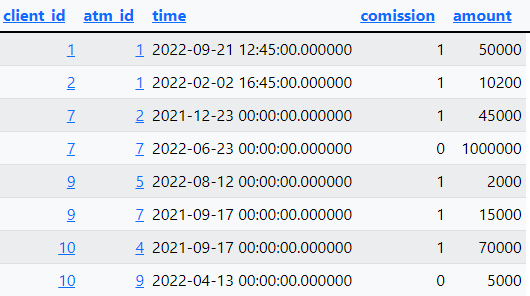 client_id atm_id time comission amount
1 1 2022-09-21 12:45:00.000000 1 50000
2 1 2022-02-02 16:45:00.000000 1 10200
7 2 2021-12-23 00:00:00.000000 1 45000
7 7 2022-06-23 00:00:00.000000 0 1000000
9 5 2022-08-12 00:00:00.000000 1 2000
9 7 2021-09-17 00:00:00.000000 1 15000
10 4 2021-09-17 00:00:00.000000 1 70000
10 9 2022-04-13 00:00:00.000000 0 5000